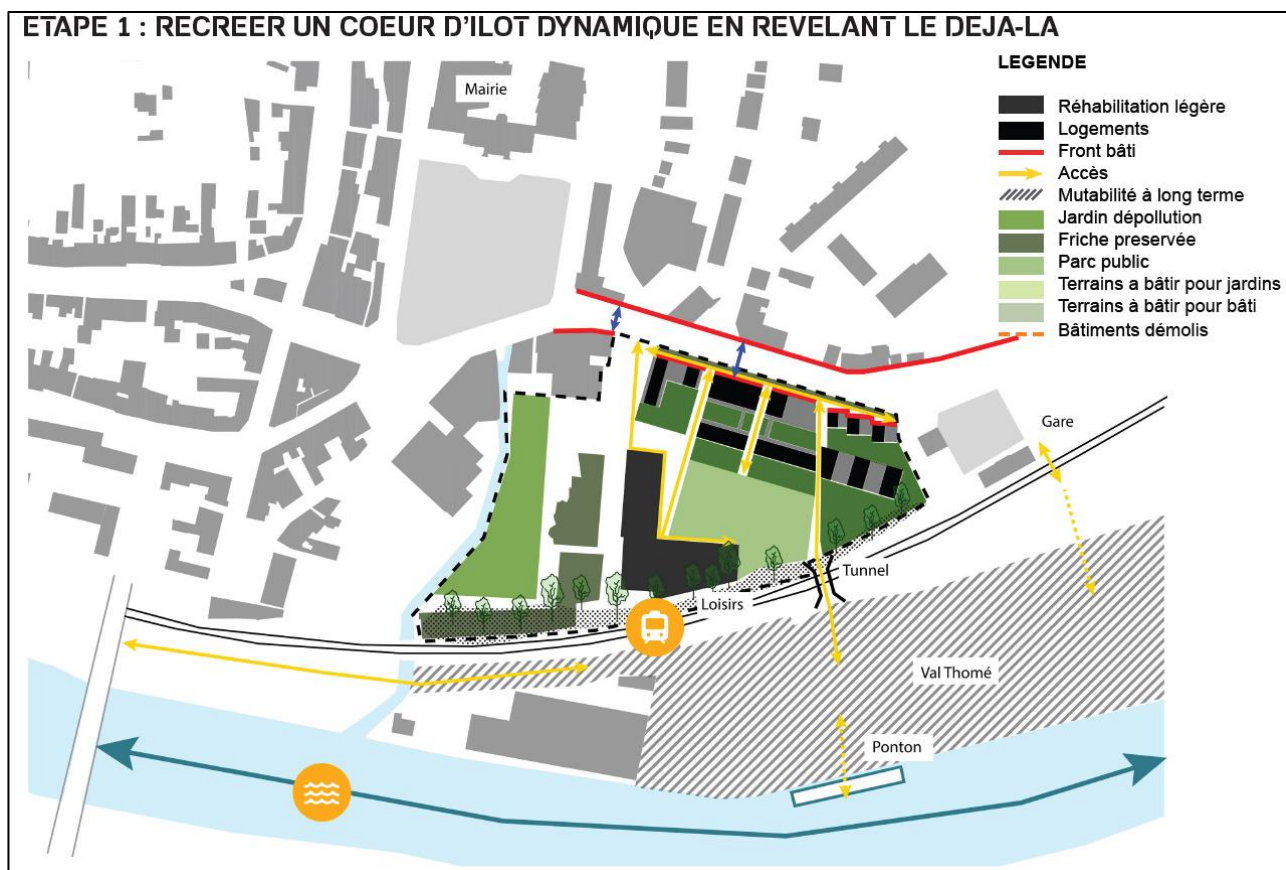 ETAPE 1 : RECREER UN COEUR D'ILOT DYNAMIQUE EN REVELANT LE DEJA-LA
LEGENDE
Réhabilitation légère
Logements
Front bâti
Accès
Mutabilité à long terme
Jardin dépollution
Friche preservée
Parc public
Terrains a bâtir pour jardins
Terrains à bâtir pour bâti
Bâtiments démolis
Mairie
Gare
Tunnel
Loisirs
Val Thomé
Ponton